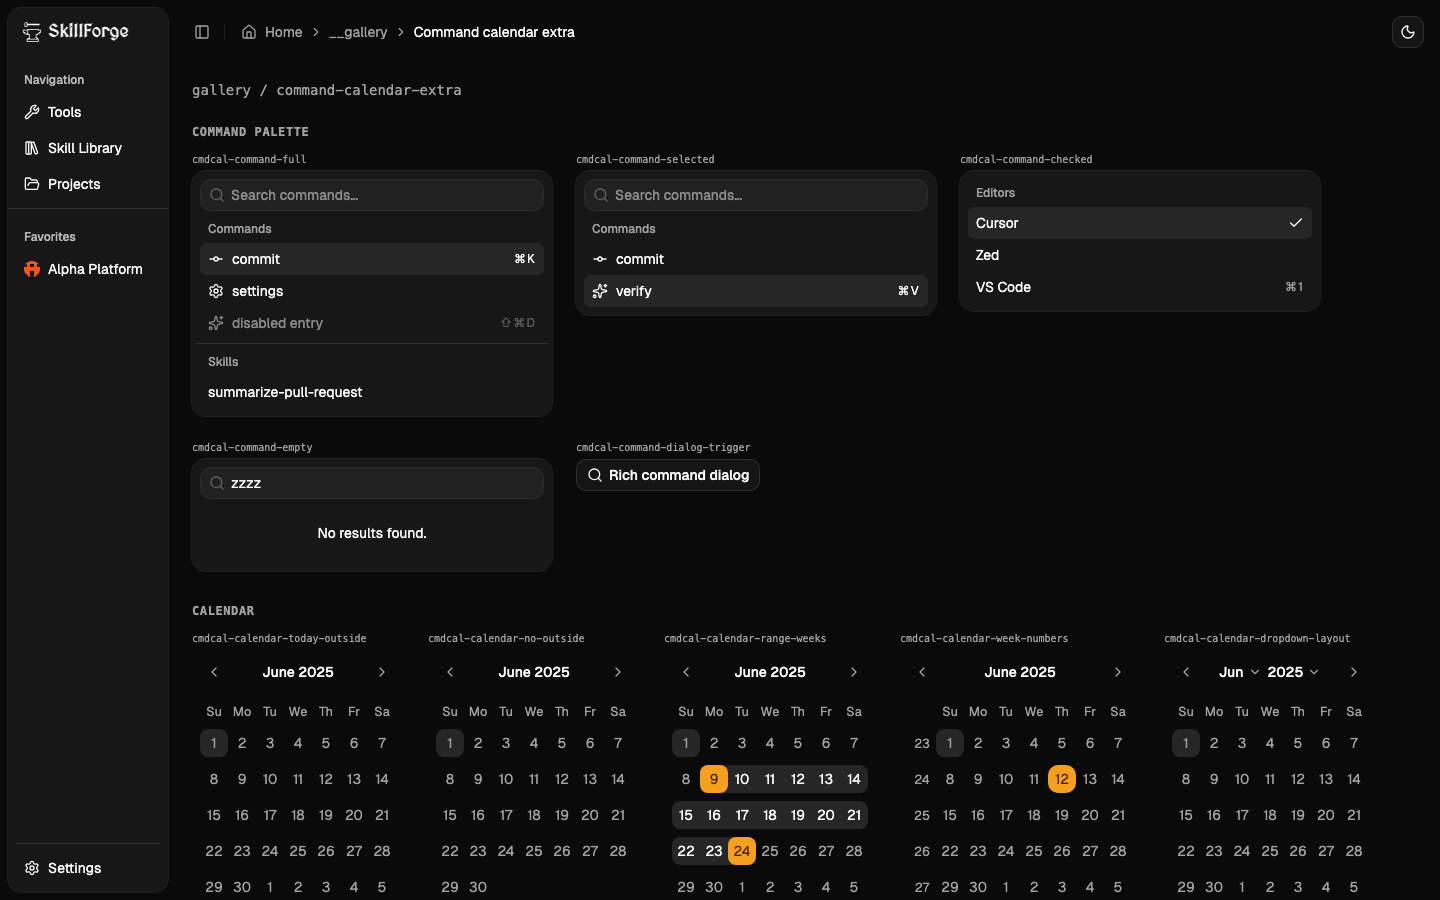 SkillForge
Navigation
Tools
Skill Library
Projects
Favorites
Alpha Platform
Settings
Home
__gallery
Command calendar extra
gallery / command-calendar-extra
COMMAND PALETTE
cmdcal-command-full
Search commands...
Commands
commit ⌘K
settings
disabled entry ⇧⌘D
Skills
summarize-pull-request
cmdcal-command-selected
Search commands...
Commands
commit
verify ⌘V
cmdcal-command-checked
Editors
Cursor
Zed
VS Code ⌘1
cmdcal-command-empty
zzzz
No results found.
cmdcal-command-dialog-trigger
Rich command dialog
CALENDAR
cmdcal-calendar-today-outside
June 2025
Su Mo Tu We Th Fr Sa
1 2 3 4 5 6 7
8 9 10 11 12 13 14
15 16 17 18 19 20 21
22 23 24 25 26 27 28
29 30 1 2 3 4 5
cmdcal-calendar-no-outside
June 2025
Su Mo Tu We Th Fr Sa
1 2 3 4 5 6 7
8 9 10 11 12 13 14
15 16 17 18 19 20 21
22 23 24 25 26 27 28
29 30
cmdcal-calendar-range-weeks
June 2025
Su Mo Tu We Th Fr Sa
1 2 3 4 5 6 7
8 9 10 11 12 13 14
15 16 17 18 19 20 21
22 23 24 25 26 27 28
29 30 1 2 3 4 5
cmdcal-calendar-week-numbers
June 2025
Su Mo Tu We Th Fr Sa
23 1 2 3 4 5 6 7
24 8 9 10 11 12 13 14
25 15 16 17 18 19 20 21
26 22 23 24 25 26 27 28
27 29 30 1 2 3 4 5
cmdcal-calendar-dropdown-layout
Jun 2025
Su Mo Tu We Th Fr Sa
1 2 3 4 5 6 7
8 9 10 11 12 13 14
15 16 17 18 19 20 21
22 23 24 25 26 27 28
29 30 1 2 3 4 5